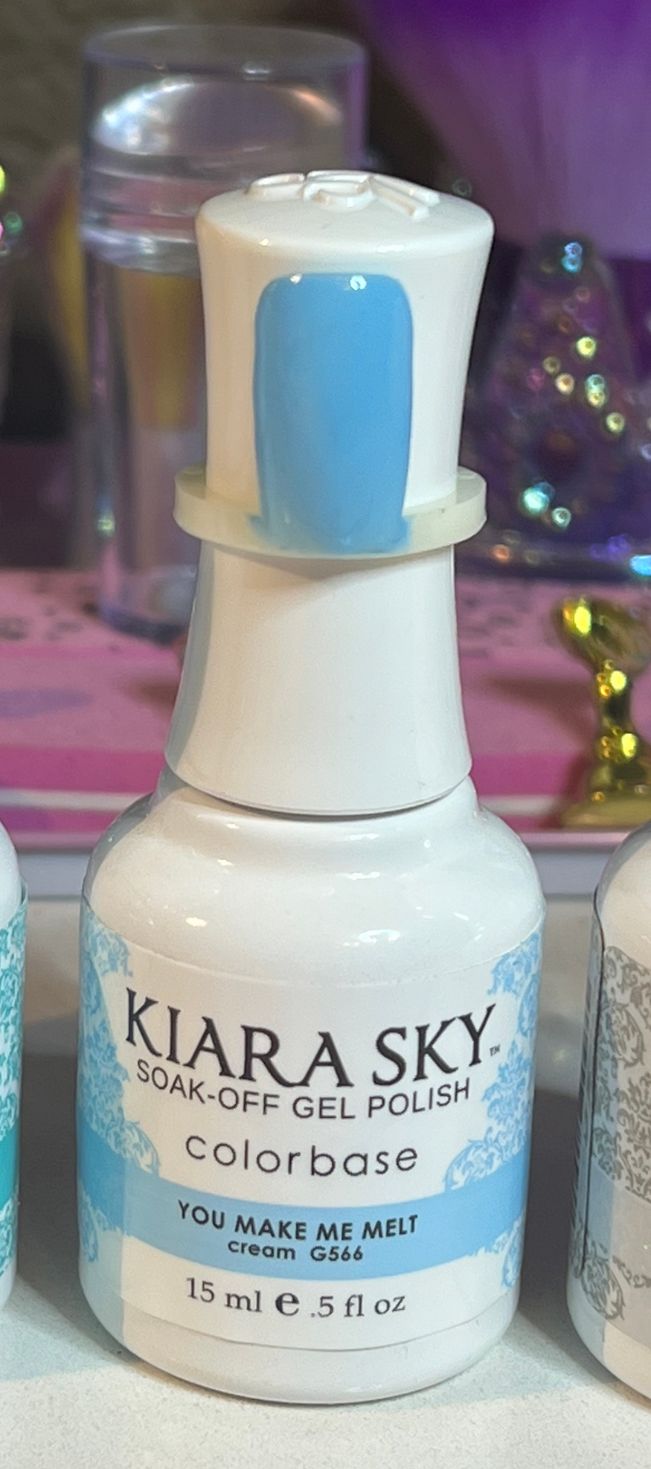 KIARA SKY™
SOAK-OFF GEL POLISH
colorbase
YOU MAKE ME MELT
cream G566
15 ml e .5 fl oz